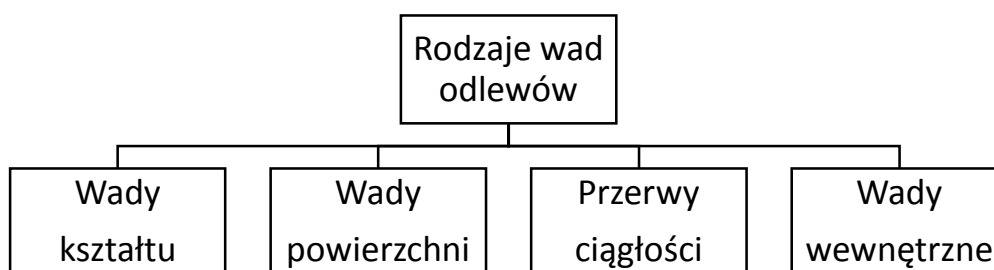 Rodzaje wad
odlewów
Wady
kształtu
Wady
powierzchni
Przerwy
ciągłości
Wady
wewnętrzne